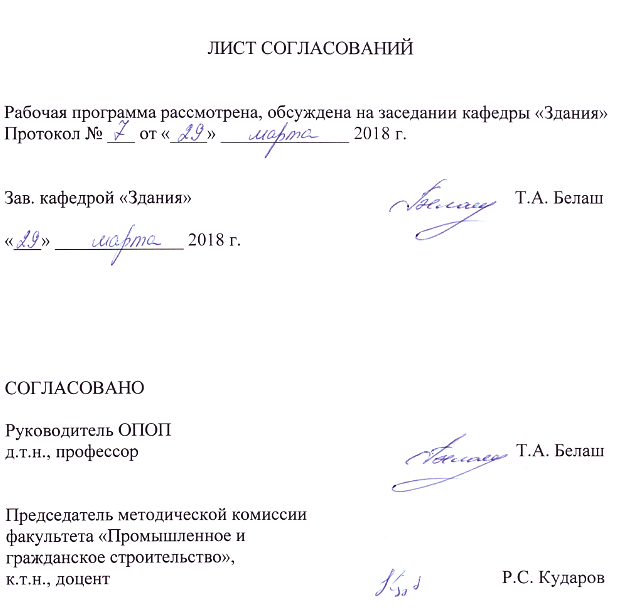 ЛИСТ СОГЛАСОВАНИЙ
Рабочая программа рассмотрена, обсуждена на заседании кафедры «Здания»
Протокол № 7 от «29» марта 2018 г.
Зав. кафедрой «Здания» Белаш Т.А. Белаш
«29» марта 2018 г.
СОГЛАСОВАНО
Руководитель ОПОП
д.т.н., профессор Белаш Т.А. Белаш
Председатель методической комиссии
факультета «Промышленное и
гражданское строительство»,
к.т.н., доцент Р.С. Кударов